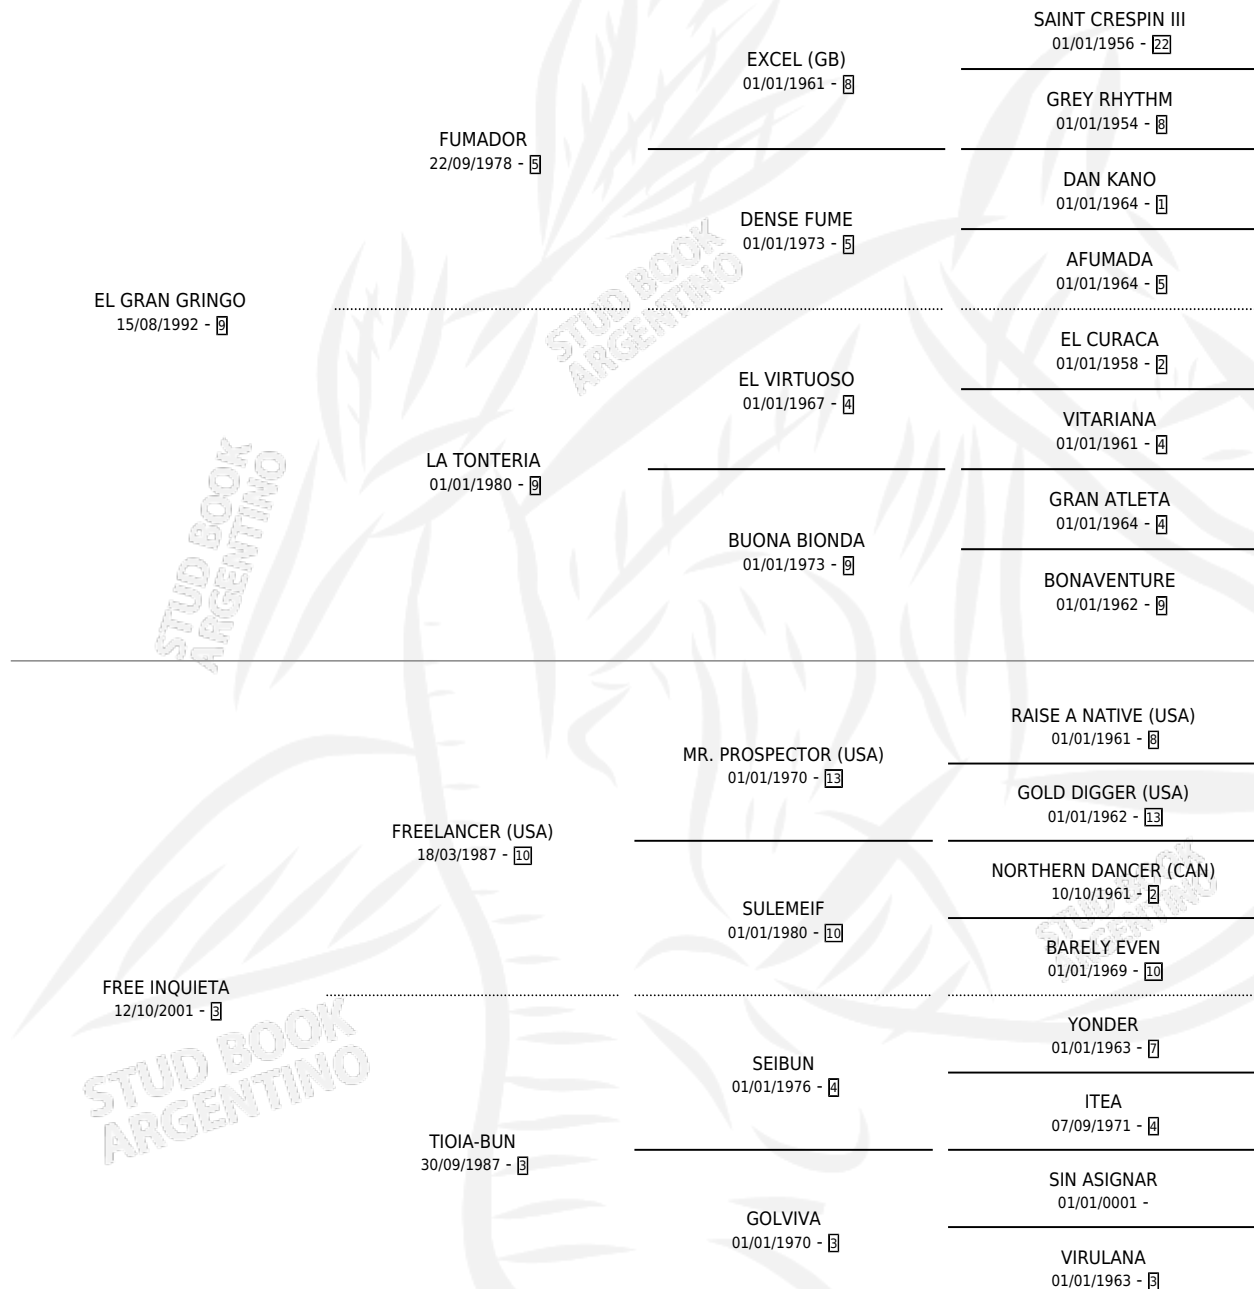 SAINT CRESPIN III
01/01/1956 - 22
EXCEL (GB)
01/01/1961 - 8
GREY RHYTHM
01/01/1954 - 8
FUMADOR
22/09/1978 - 5
DAN KANO
01/01/1964 - 1
DENSE FUME
01/01/1973 - 5
AFUMADA
01/01/1964 - 5
EL GRAN GRINGO
15/08/1992 - 9
EL CURACA
01/01/1958 - 2
EL VIRTUOSO
01/01/1967 - 4
VITARIANA
01/01/1961 - 4
LA TONTERIA
01/01/1980 - 9
GRAN ATLETA
01/01/1964 - 4
BUONA BIONDA
01/01/1973 - 9
BONAVENTURE
01/01/1962 - 9
RAISE A NATIVE (USA)
01/01/1961 - 8
MR. PROSPECTOR (USA)
01/01/1970 - 13
GOLD DIGGER (USA)
01/01/1962 - 13
FREELANCER (USA)
18/03/1987 - 10
NORTHERN DANCER (CAN)
10/10/1961 - 2
SULEMEIF
01/01/1980 - 10
BARELY EVEN
01/01/1969 - 10
FREE INQUIETA
12/10/2001 - 3
YONDER
01/01/1963 - 7
SEIBUN
01/01/1976 - 4
ITEA
07/09/1971 - 4
TIOIA-BUN
30/09/1987 - 3
SIN ASIGNAR
01/01/0001 -
GOLVIVA
01/01/1970 - 3
VIRULANA
01/01/1963 - 3
STUD BOOK
ARGENTINO
STUD BOOK
ARGENTINO
STUD BOOK
ARGENTINO
STUD BOOK
ARGENTINO